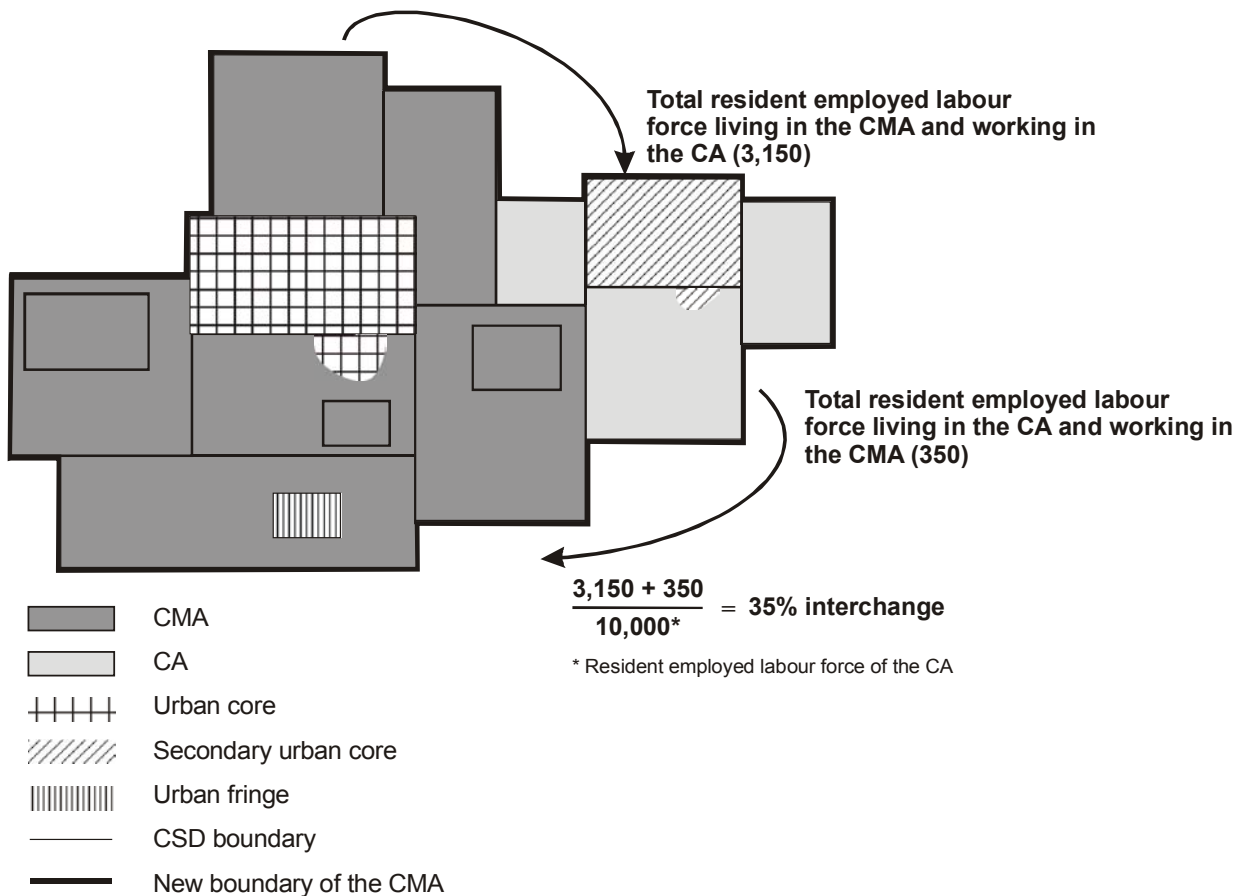 Total resident employed labour
force living in the CMA and working in
the CA (3,150)
Total resident employed labour
force living in the CA and working in
the CMA (350)
3,150 + 350
10,000*
= 35% interchange
* Resident employed labour force of the CA
CMA
CA
Urban core
Secondary urban core
Urban fringe
CSD boundary
New boundary of the CMA